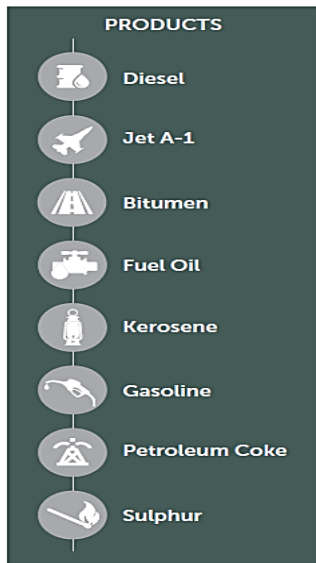 PRODUCTS
Diesel
Jet A-1
Bitumen
Fuel Oil
Kerosene
Gasoline
Petroleum Coke
Sulphur